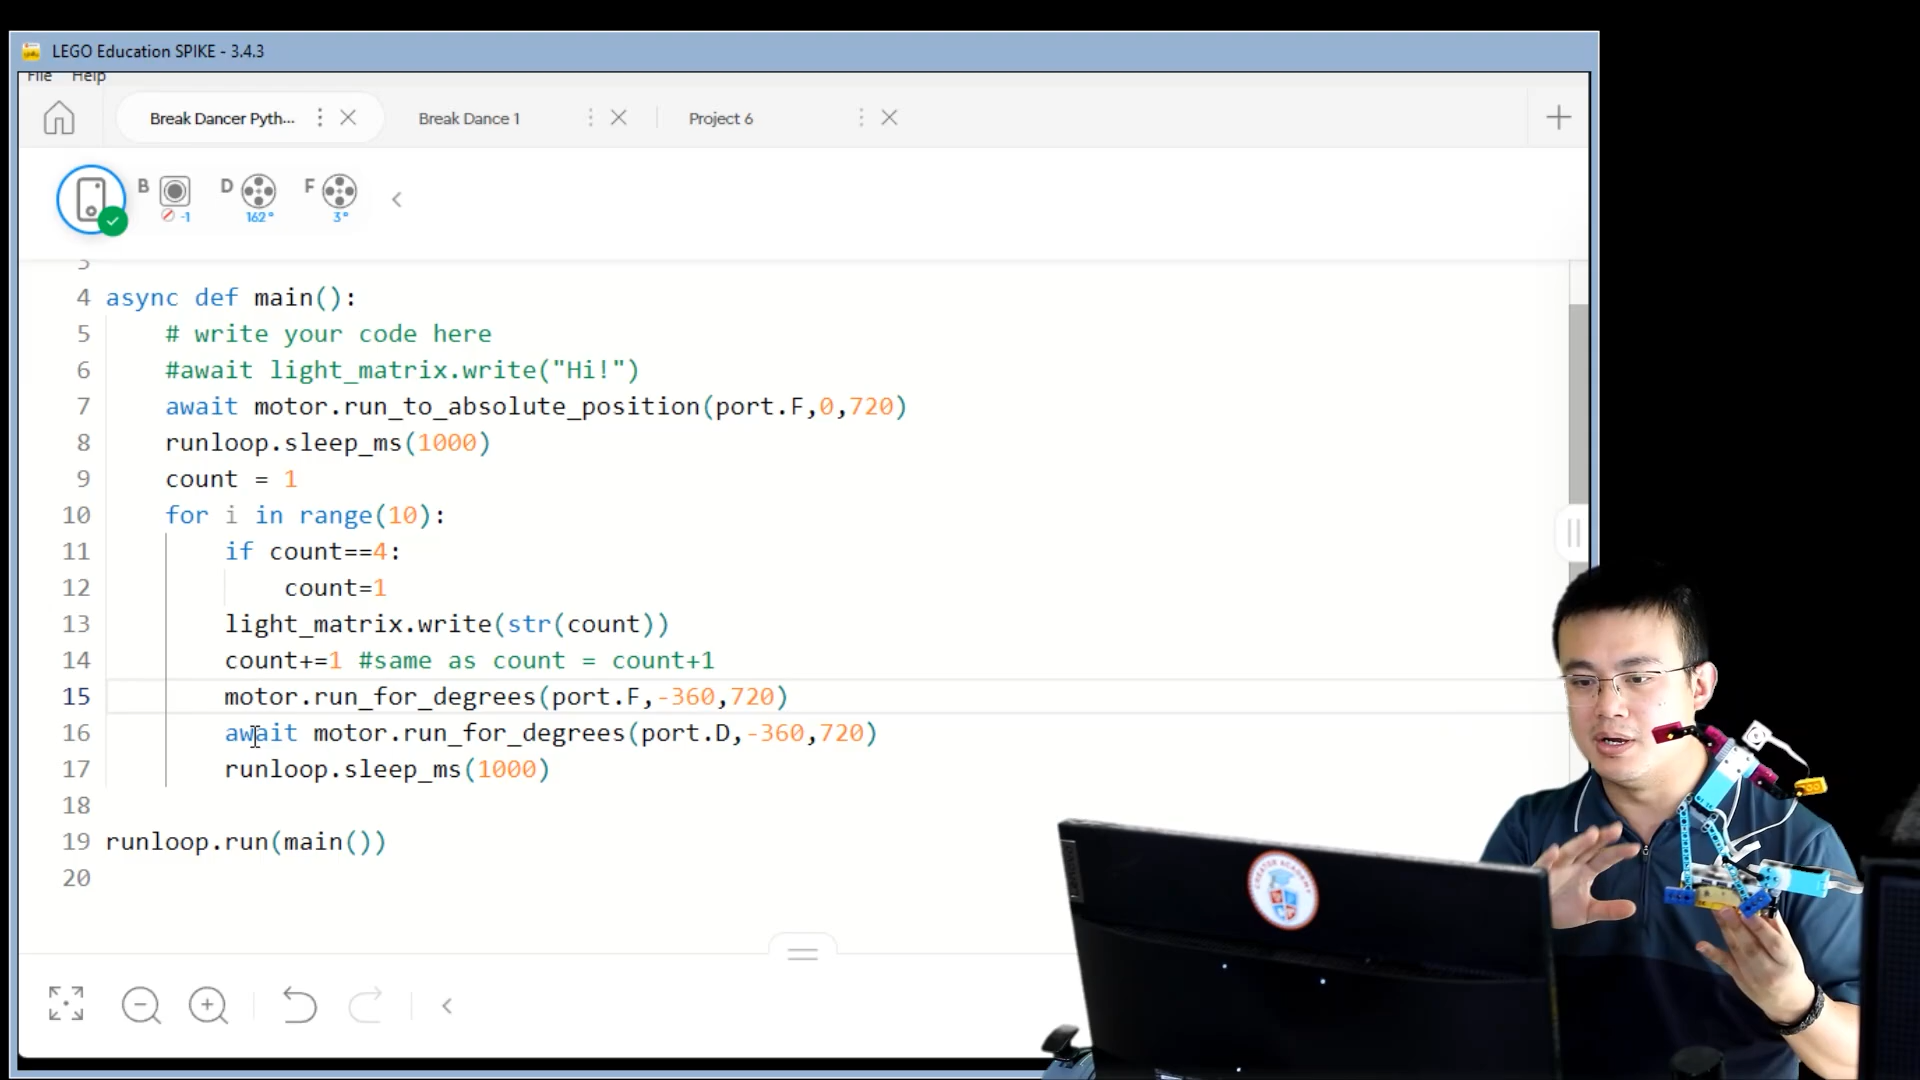 LEGO Education SPIKE - 3.4.3
File Help
Break Dancer Pyth... Break Dance 1 Project 6
B D F
-1 162° 3°
3
4 async def main():
5 # write your code here
6 #await light_matrix.write("Hi!")
7 await motor.run_to_absolute_position(port.F,0,720)
8 runloop.sleep_ms(1000)
9 count = 1
10 for i in range(10):
11 if count==4:
12 count=1
13 light_matrix.write(str(count))
14 count+=1 #same as count = count+1
15 motor.run_for_degrees(port.F,-360,720)
16 await motor.run_for_degrees(port.D,-360,720)
17 runloop.sleep_ms(1000)
18
19 runloop.run(main())
20
CREATOR ACADEMY